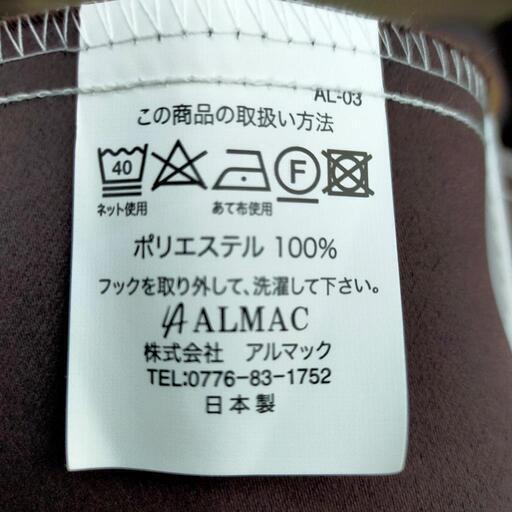 AL-03
この商品の取扱い方法
40
F
ネット使用 あて布使用
ポリエステル 100%
フックを取り外して、洗濯して下さい。
ALMAC
株式会社 アルマック
TEL:0776-83-1752
日本製